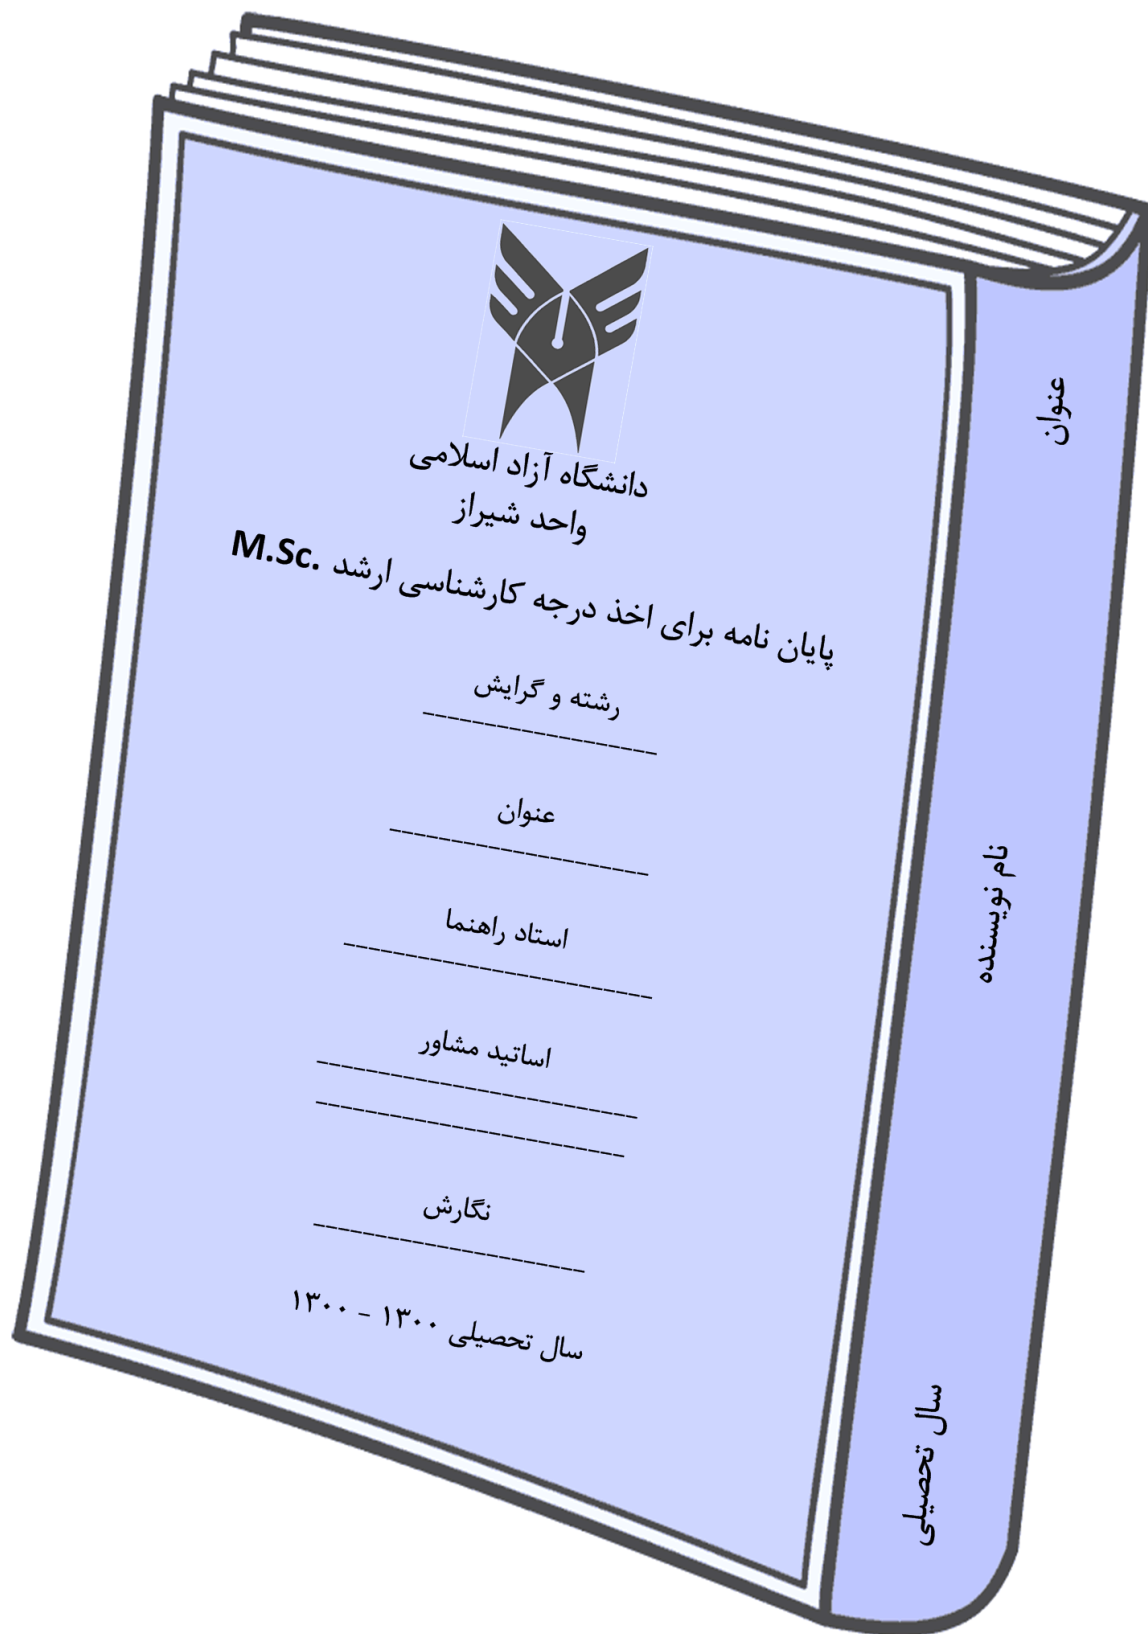 دانشگاه آزاد اسلامی
واحد شیراز
پایان نامه برای اخذ درجه کارشناسی ارشد M.Sc.
رشته و گرایش
--------------------
عنوان
----------------------
استاد راهنما
--------------------------
اساتید مشاور
---------------------------
--------------------------
نگارش
-----------------------
سال تحصیلی ۱۳۰۰ - ۱۳۰۰
عنوان
نام نویسنده
سال تحصیلی